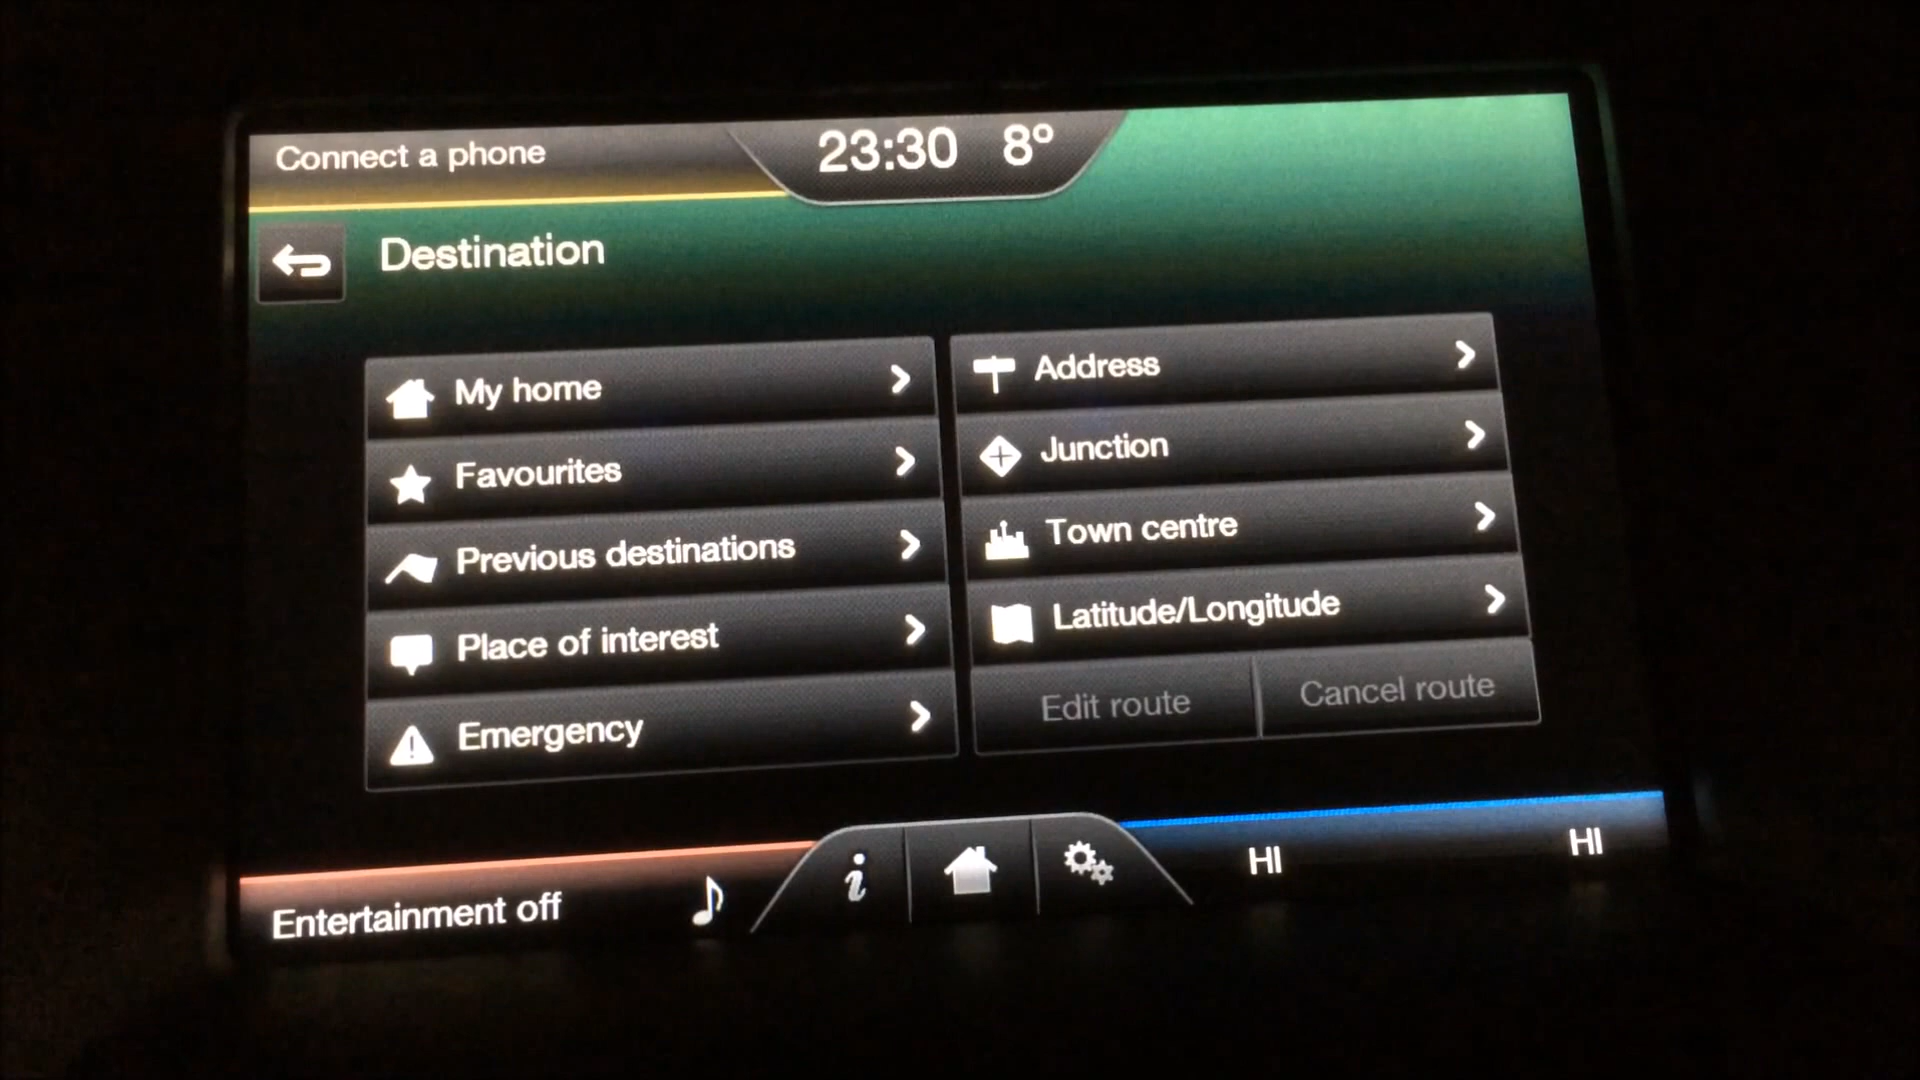 Connect a phone
23:30 8°
Destination
My home
Favourites
Previous destinations
Place of interest
Emergency
Address
Junction
Town centre
Latitude/Longitude
Edit route
Cancel route
Entertainment off
i
HI
HI